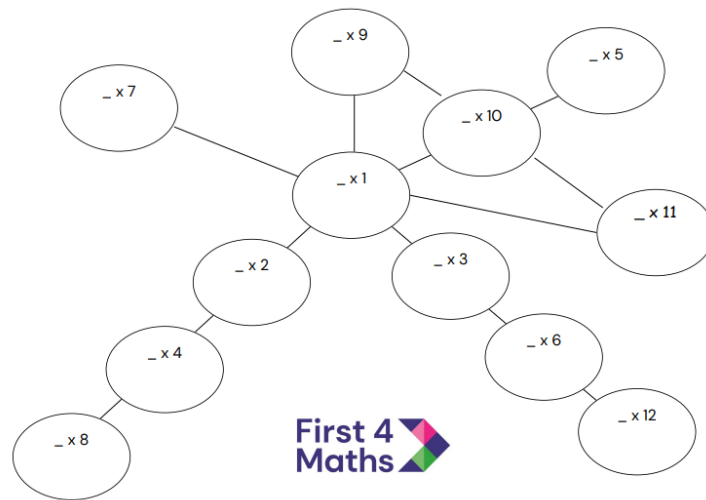 _ x 9
_ x 5
_ x 7
_ x 10
_ x 1
_ x 11
_ x 2
_ x 3
_ x 4
_ x 6
_ x 8
_ x 12
First 4
Maths